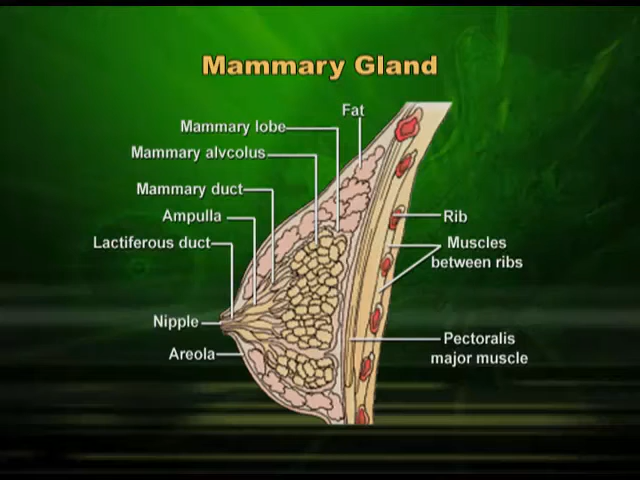 Mammary Gland
Fat
Mammary lobe
Mammary alvcolus
Mammary duct
Ampulla
Lactiferous duct
Rib
Muscles
between ribs
Nipple
Areola
Pectoralis
major muscle